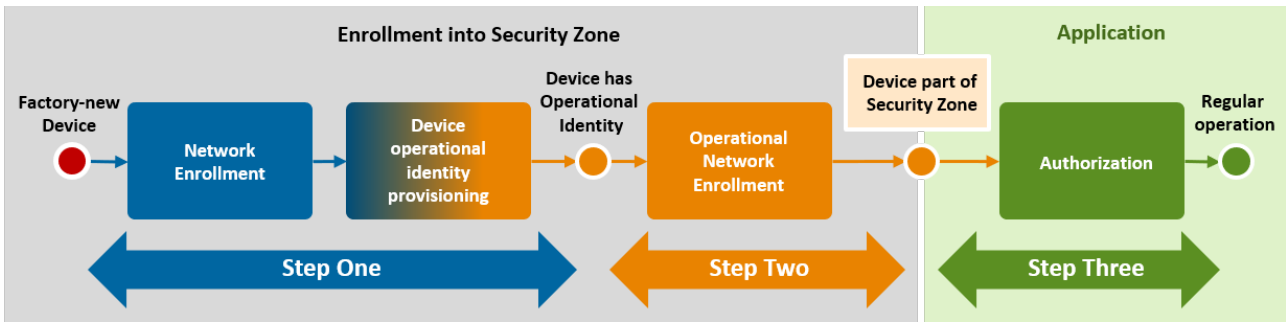 Enrollment into Security Zone
Application
Factory-new
Device
Network
Enrollment
Device
operational
identity
provisioning
Device has
Operational
Identity
Operational
Network
Enrollment
Device part of
Security Zone
Authorization
Regular
operation
Step One
Step Two
Step Three